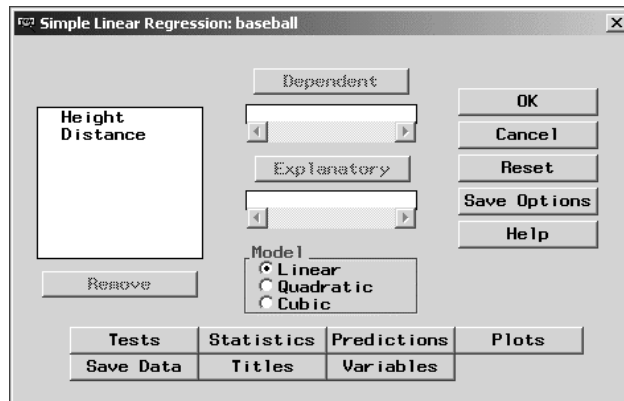 Simple Linear Regression: baseball
Height
Distance
Remove
Dependent
Explanatory
Model
Linear
Quadratic
Cubic
OK
Cancel
Reset
Save Options
Help
Tests Statistics Predictions Plots
Save Data Titles Variables